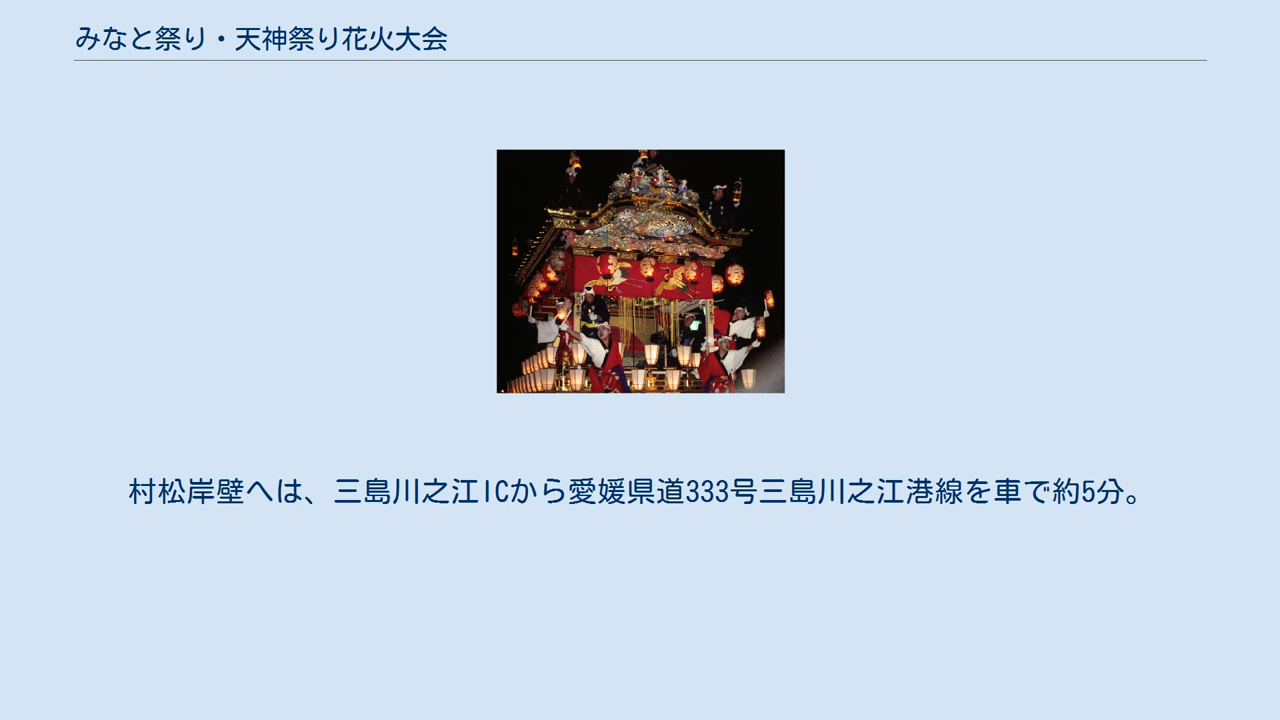 みなと祭り・天神祭り花火大会
村松岸壁へは、三島川之江ICから愛媛県道333号三島川之江港線を車で約5分。